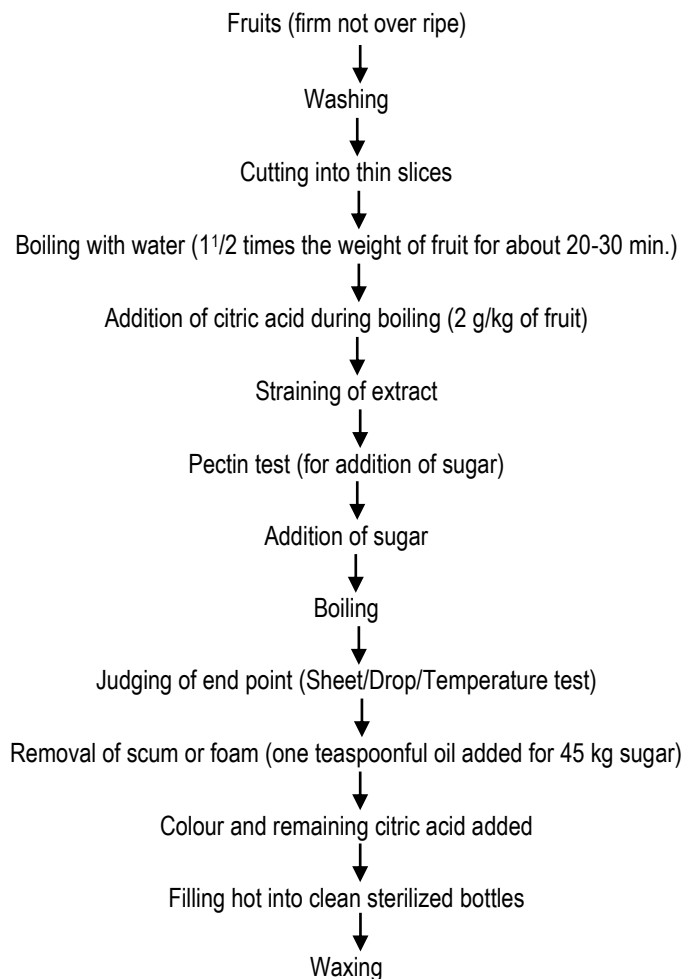 Fruits (firm not over ripe)
Washing
Cutting into thin slices
Boiling with water (1¹/2 times the weight of fruit for about 20-30 min.)
Addition of citric acid during boiling (2 g/kg of fruit)
Straining of extract
Pectin test (for addition of sugar)
Addition of sugar
Boiling
Judging of end point (Sheet/Drop/Temperature test)
Removal of scum or foam (one teaspoonful oil added for 45 kg sugar)
Colour and remaining citric acid added
Filling hot into clean sterilized bottles
Waxing